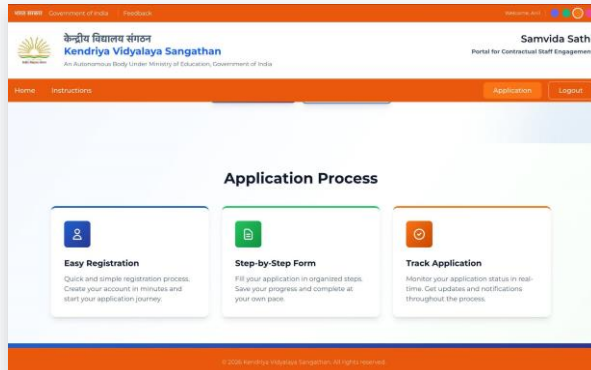 भारत सरकार Government of India Feedback
केन्द्रीय विद्यालय संगठन
Kendriya Vidyalaya Sangathan
An Autonomous Body Under Ministry of Education, Government of India
Samvida Sath
Portal for Contractual Staff Engagemen
Home Instructions Application Logout
Application Process
Easy Registration
Quick and simple registration process.
Create your account in minutes and
start your application journey.
Step-by-Step Form
Fill your application in organized steps.
Save your progress and complete at
your own pace.
Track Application
Monitor your application status in real-
time. Get updates and notifications
throughout the process.
© 2026 Kendriya Vidyalaya Sangathan. All rights reserved.